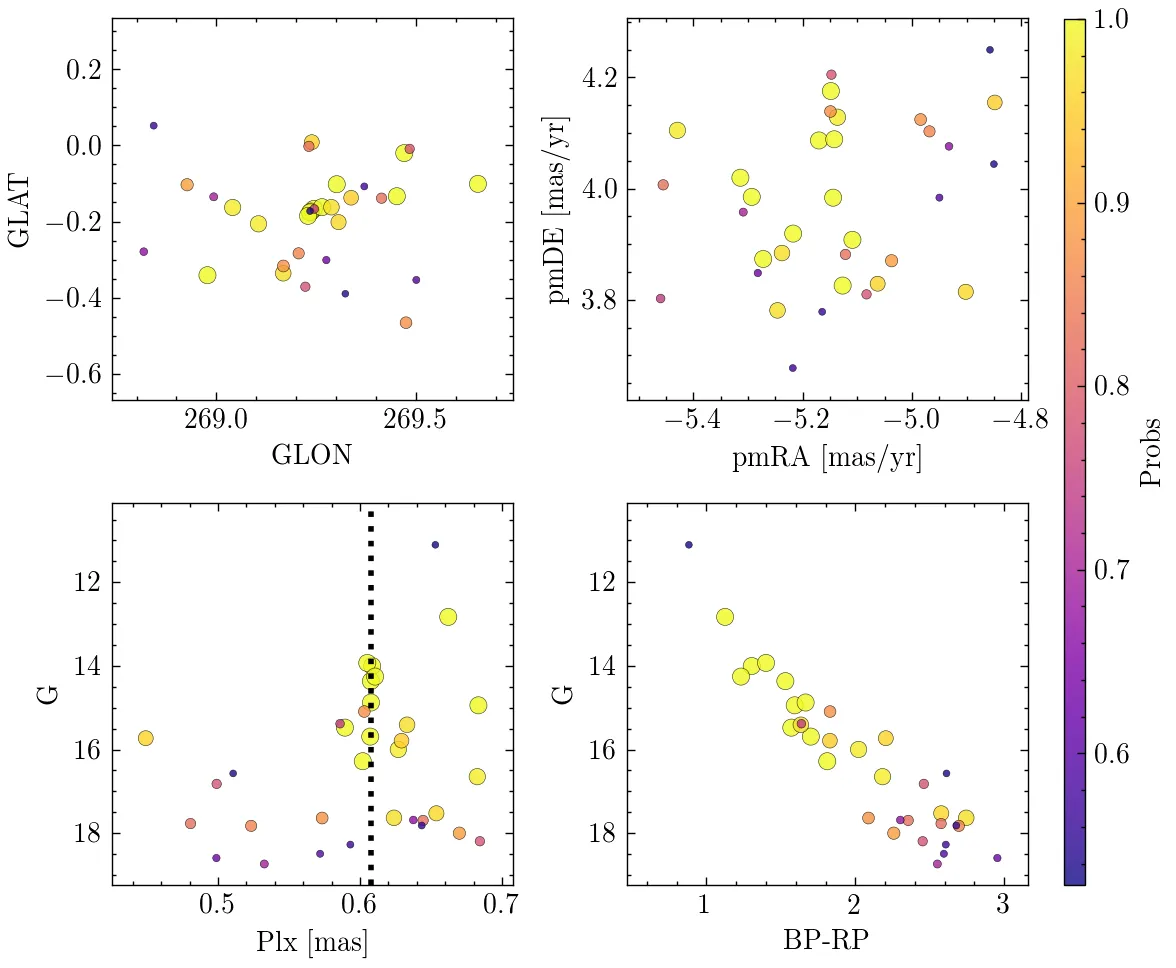 0.2
0.0
−0.2
−0.4
−0.6
GLAT
269.0 269.5
GLON
4.2
4.0
3.8
pmDE [mas/yr]
−5.4 −5.2 −5.0 −4.8
pmRA [mas/yr]
12
14
16
18
G
0.5 0.6 0.7
Plx [mas]
12
14
16
18
G
1 2 3
BP-RP
1.0
0.9
0.8
0.7
0.6
Probs